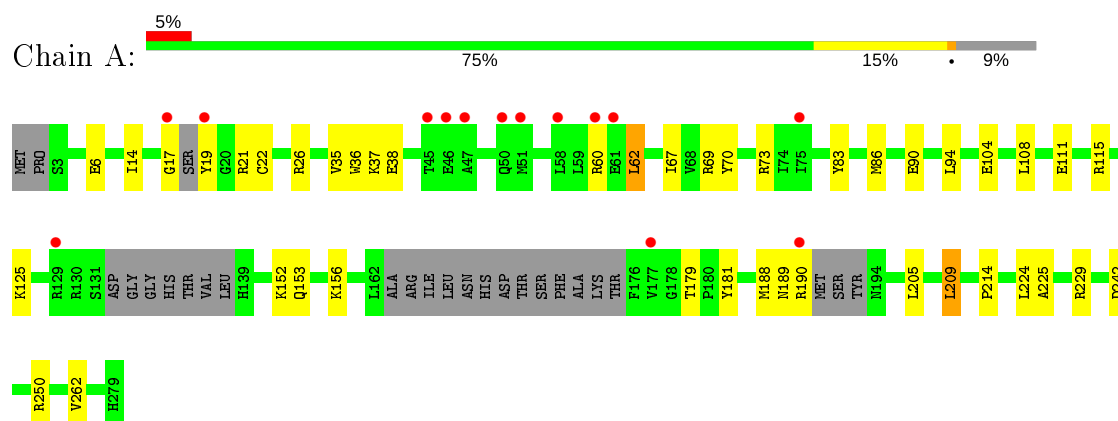 5%
Chain A:
75% 15% • 9%
MET PRO S3 E6 I14 G17 SER Y19 G20 R21 C22 R26 V35 W36 K37 E38 T45 E46 A47 Q50 M51 L58 L59 R60 E61 L62 I67 V68 R69 Y70 R73 I74 I75 Y83 M86 E90 L94 E104 L108 E111 R115
K125 R129 R130 S131 ASP GLY GLY HIS THR VAL LEU H139 K152 Q153 K156 L162 ALA ARG ILE LEU ASN HIS ASP THR SER PHE ALA LYS THR F176 V177 G178 T179 P180 Y181 M188 N189 R190 MET SER TYR N194 L205 L209 P214 L224 A225 R229
R250 V262 H279